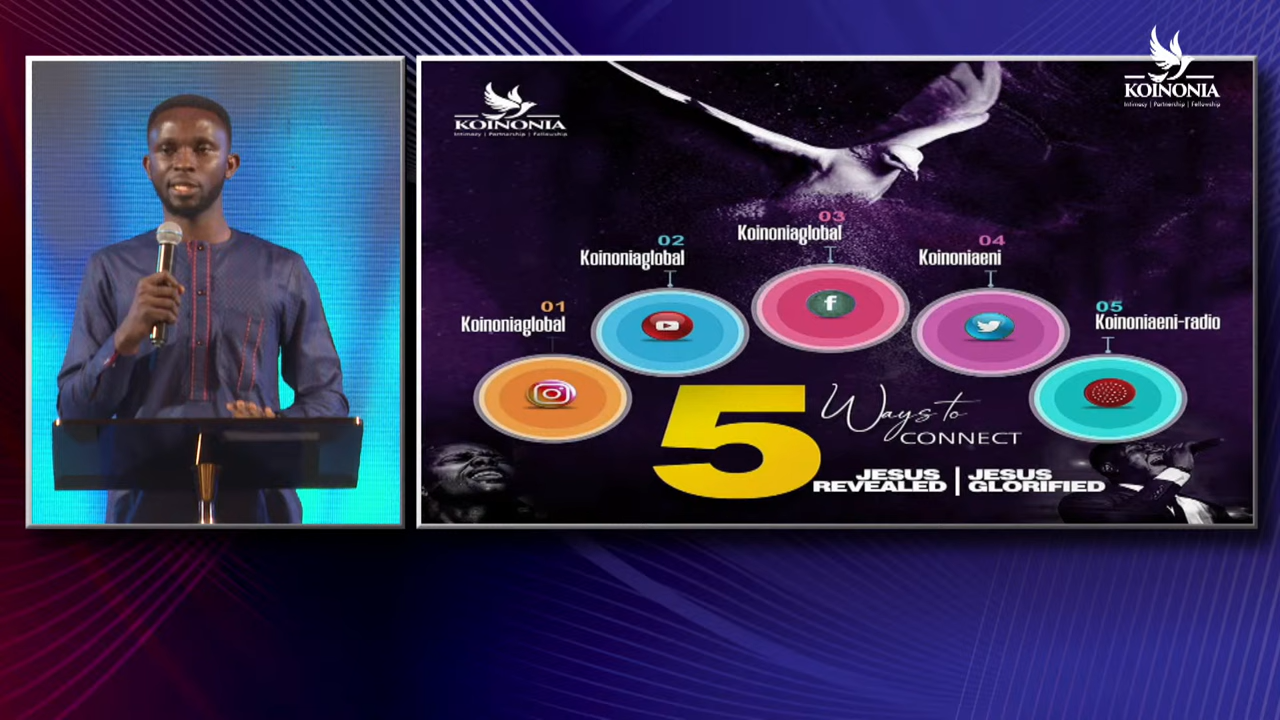 KOINONIA
Intimacy | Partnership | Fellowship
KOINONIA
Intimacy | Partnership | Fellowship
01
Koinoniaglobal
02
Koinoniaglobal
03
Koinoniaglobal
04
Koinoniaeni
05
Koinoniaeni-radio
5 Ways to
CONNECT
JESUS REVEALED | JESUS GLORIFIED